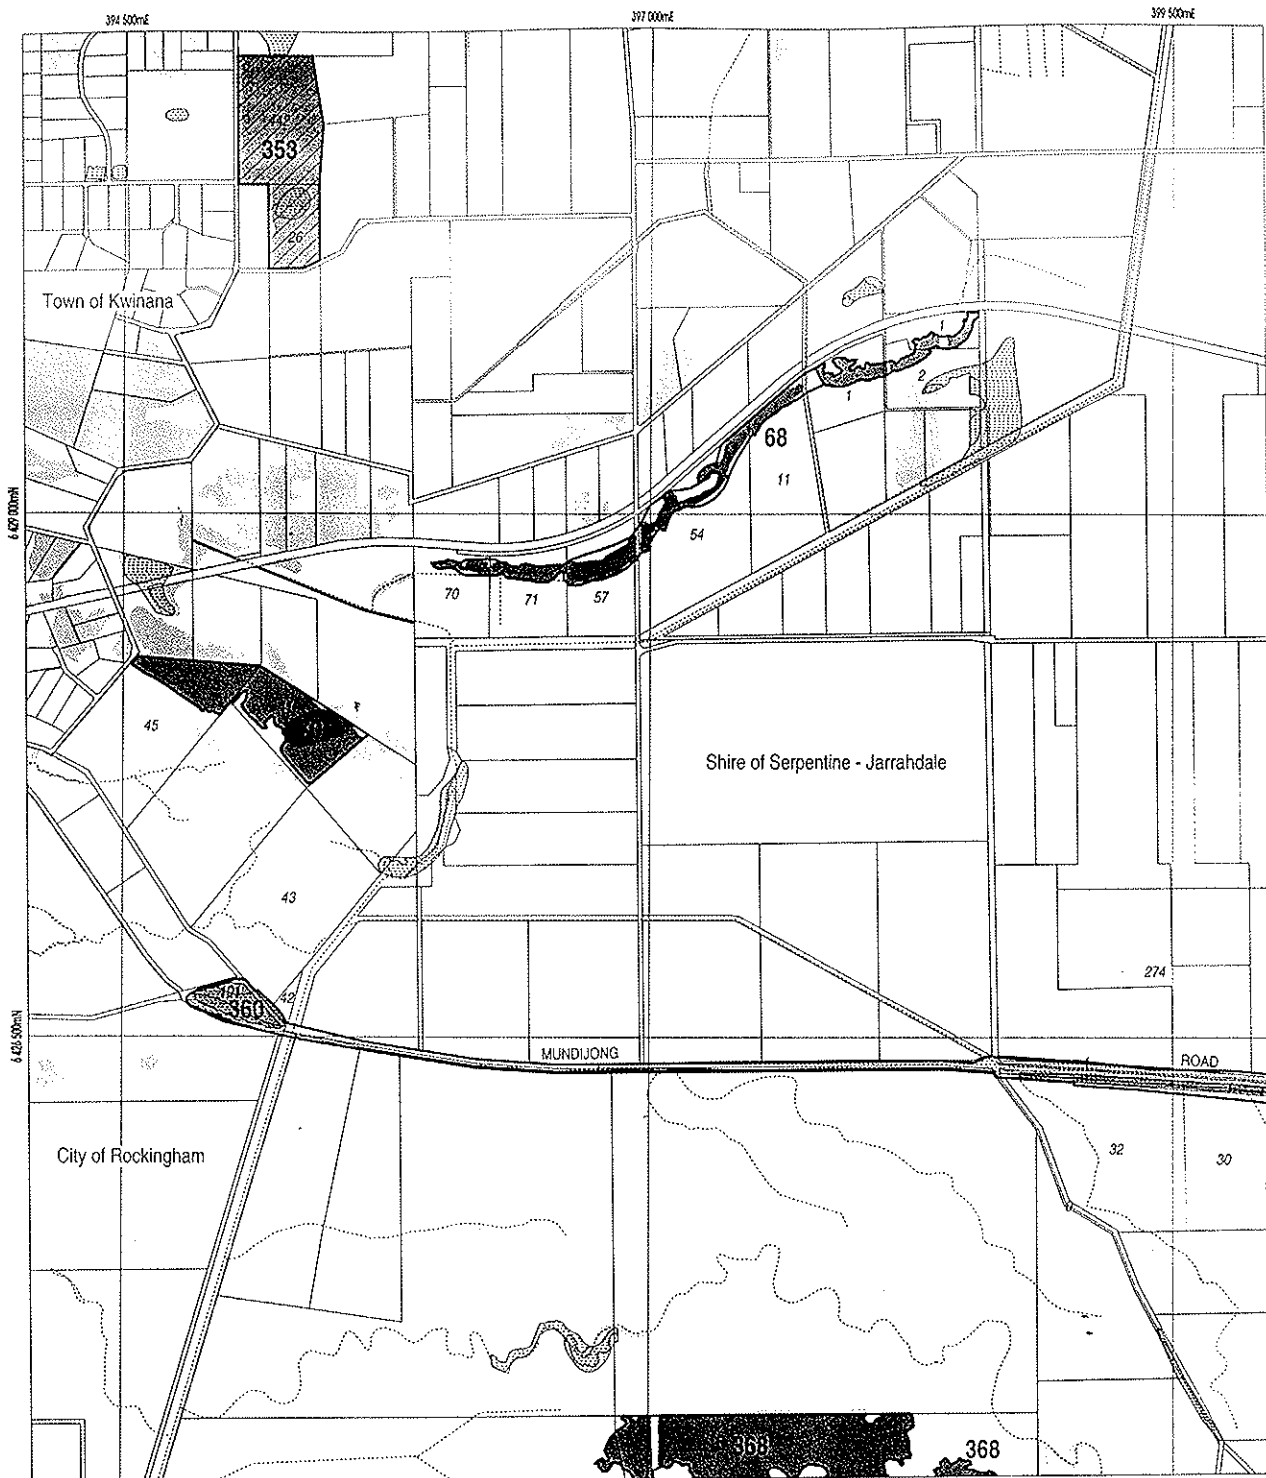 394 500mE
397 000mE
399 500mE
353
26
Town of Kwinana
1
2
1
68
11
6 429 000mN
54
70
71
57
45
Shire of Serpentine - Jarrahdale
43
274
101
42
360
6 426 500mN
MUNDIJONG
ROAD
City of Rockingham
32
30
368
368